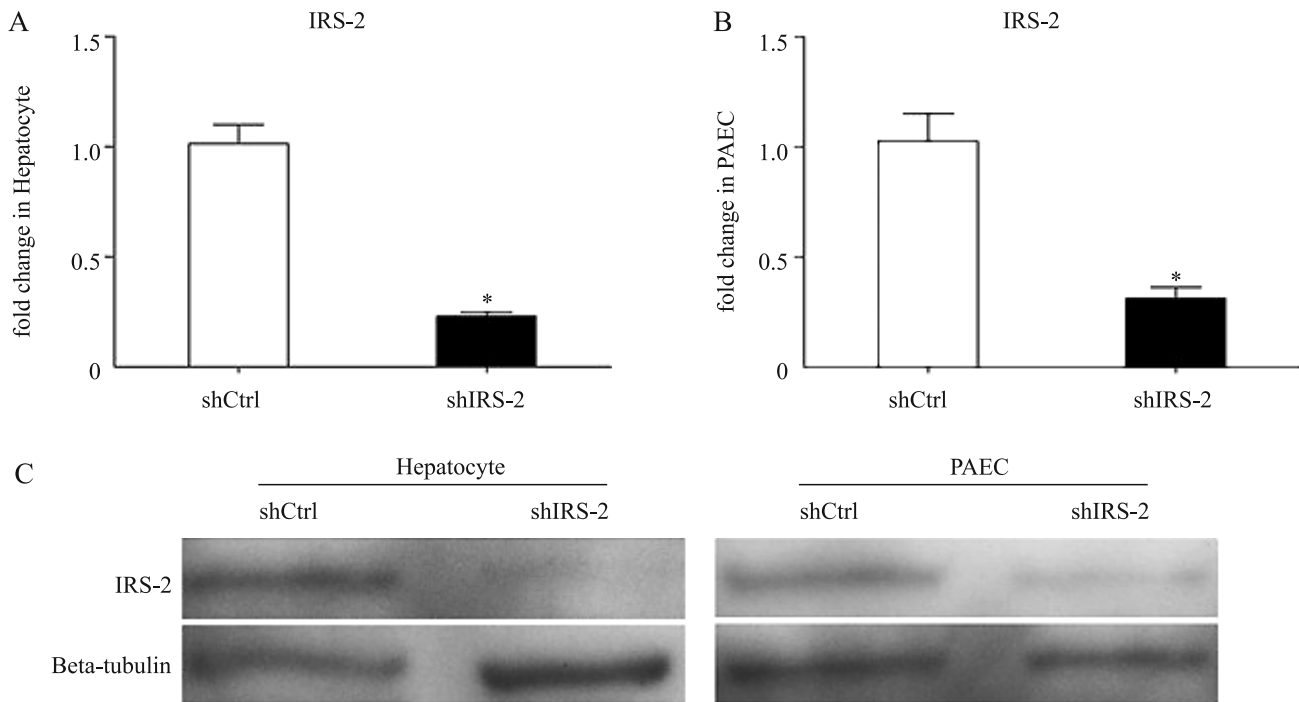 A
IRS-2
fold change in Hepatocyte
1.5
1.0
0.5
0
*
shCtrl
shIRS-2
B
IRS-2
fold change in PAEC
1.5
1.0
0.5
0
*
shCtrl
shIRS-2
C
Hepatocyte
PAEC
shCtrl
shIRS-2
shCtrl
shIRS-2
IRS-2
Beta-tubulin